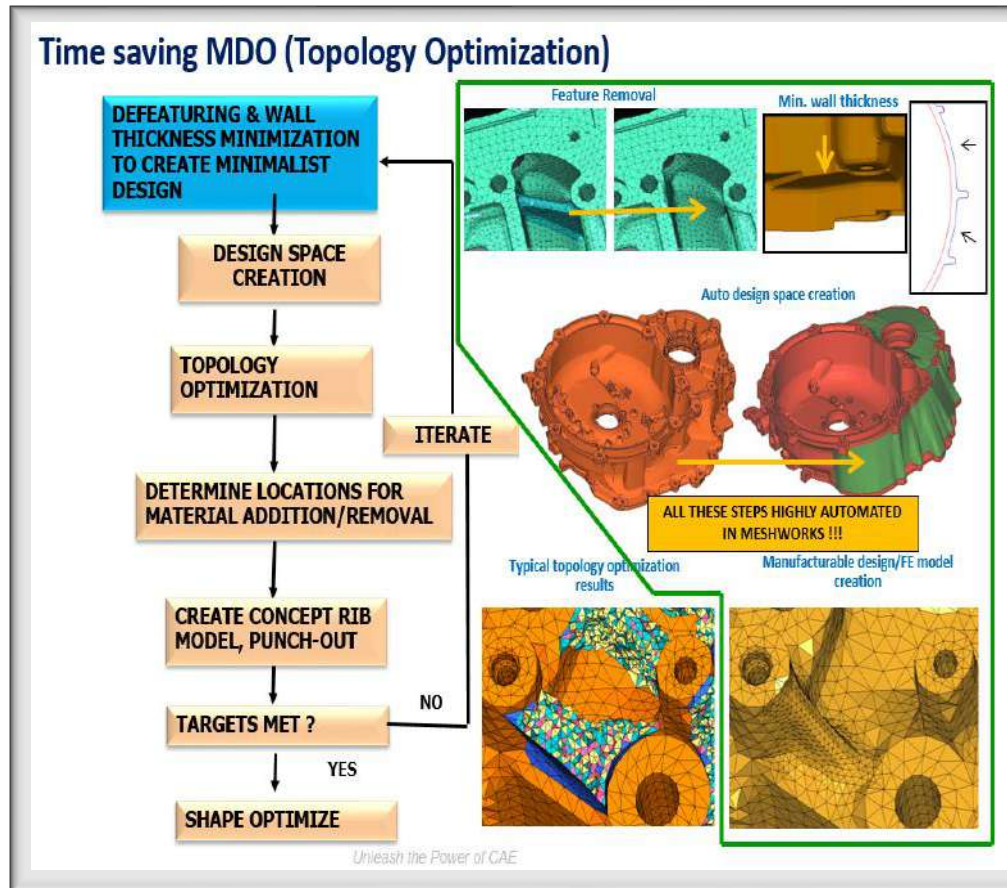 Time saving MDO (Topology Optimization)
DEFEATURING & WALL
THICKNESS MINIMIZATION
TO CREATE MINIMALIST
DESIGN
DESIGN SPACE
CREATION
TOPOLOGY
OPTIMIZATION
ITERATE
DETERMINE LOCATIONS FOR
MATERIAL ADDITION/REMOVAL
CREATE CONCEPT RIB
MODEL, PUNCH-OUT
NO
TARGETS MET ?
YES
SHAPE OPTIMIZE
Feature Removal
Min. wall thickness
Auto design space creation
ALL THESE STEPS HIGHLY AUTOMATED
IN MESHWORKS !!!
Typical topology optimization
results
Manufacturable design/FE model
creation
Unleash the Power of CAE